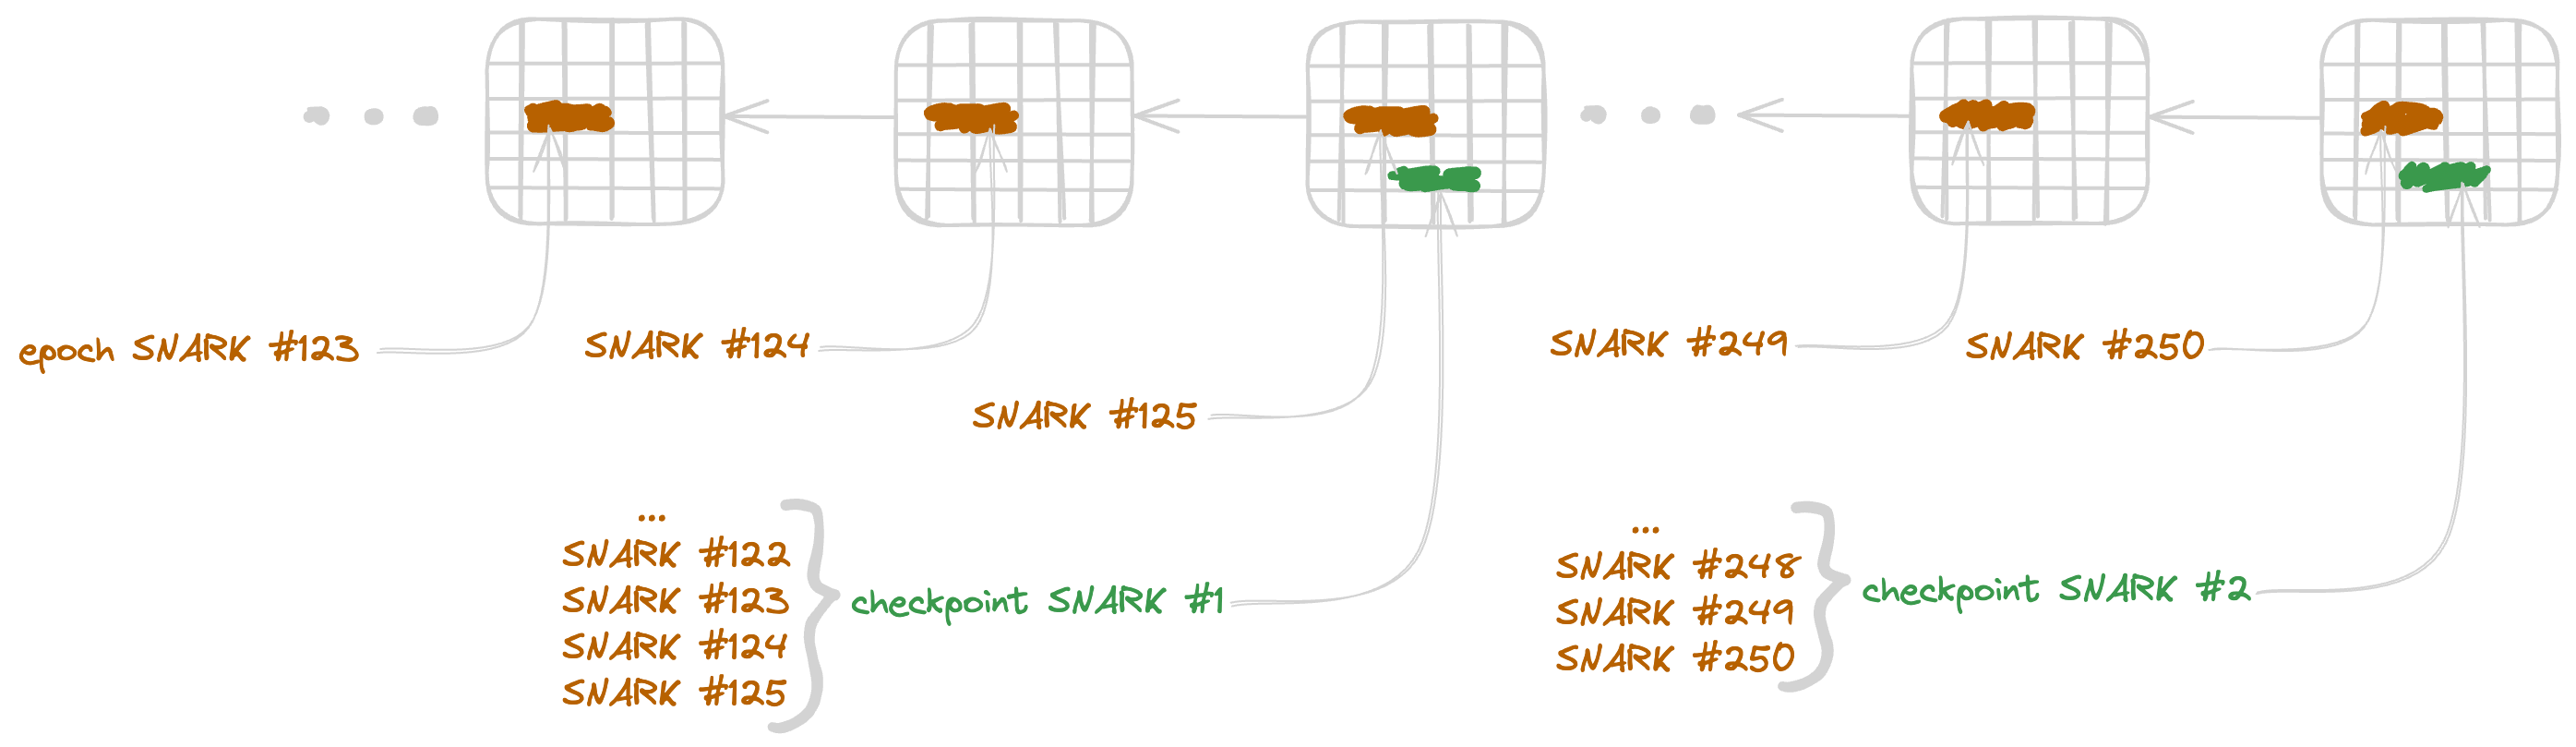 epoch SNARK #123
SNARK #124
SNARK #125
SNARK #249
SNARK #250
...
SNARK #122
SNARK #123
SNARK #124
SNARK #125
checkpoint SNARK #1
...
SNARK #248
SNARK #249
SNARK #250
checkpoint SNARK #2